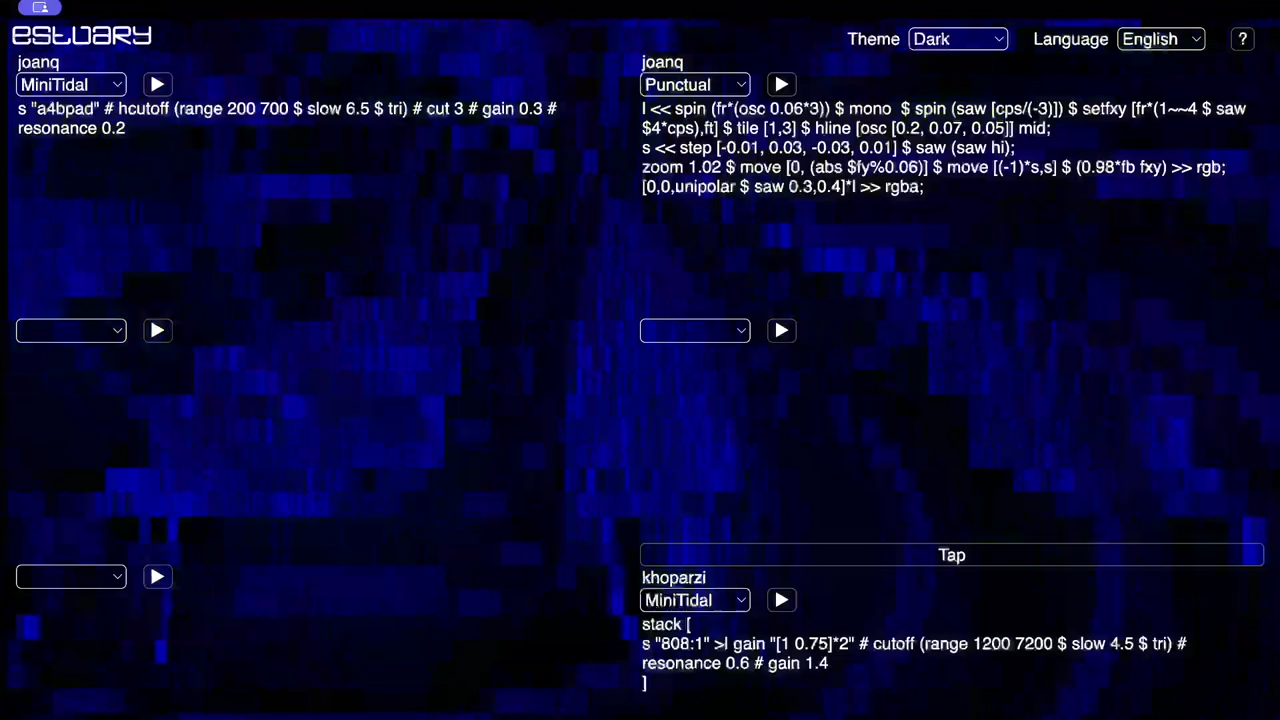 estuary
Theme Dark Language English ?
joanq
MiniTidal
s "a4bpad" # hcutoff (range 200 700 $ slow 6.5 $ tri) # cut 3 # gain 0.3 #
resonance 0.2
joanq
Punctual
l << spin (fr*(osc 0.06*3)) $ mono  $ spin (saw [cps/(-3)]) $ setfxy [fr*(1~~4 $ saw
$4*cps),ft] $ tile [1,3] $ hline [osc [0.2, 0.07, 0.05]] mid;
s << step [-0.01, 0.03, -0.03, 0.01] $ saw (saw hi);
zoom 1.02 $ move [0, (abs $fy%0.06)] $ move [(-1)*s,s] $ (0.98*fb fxy) >> rgb;
[0,0,unipolar $ saw 0.3,0.4]*l >> rgba;
Tap
khoparzi
MiniTidal
stack [
s "808:1" >| gain "[1 0.75]*2" # cutoff (range 1200 7200 $ slow 4.5 $ tri) #
resonance 0.6 # gain 1.4
]